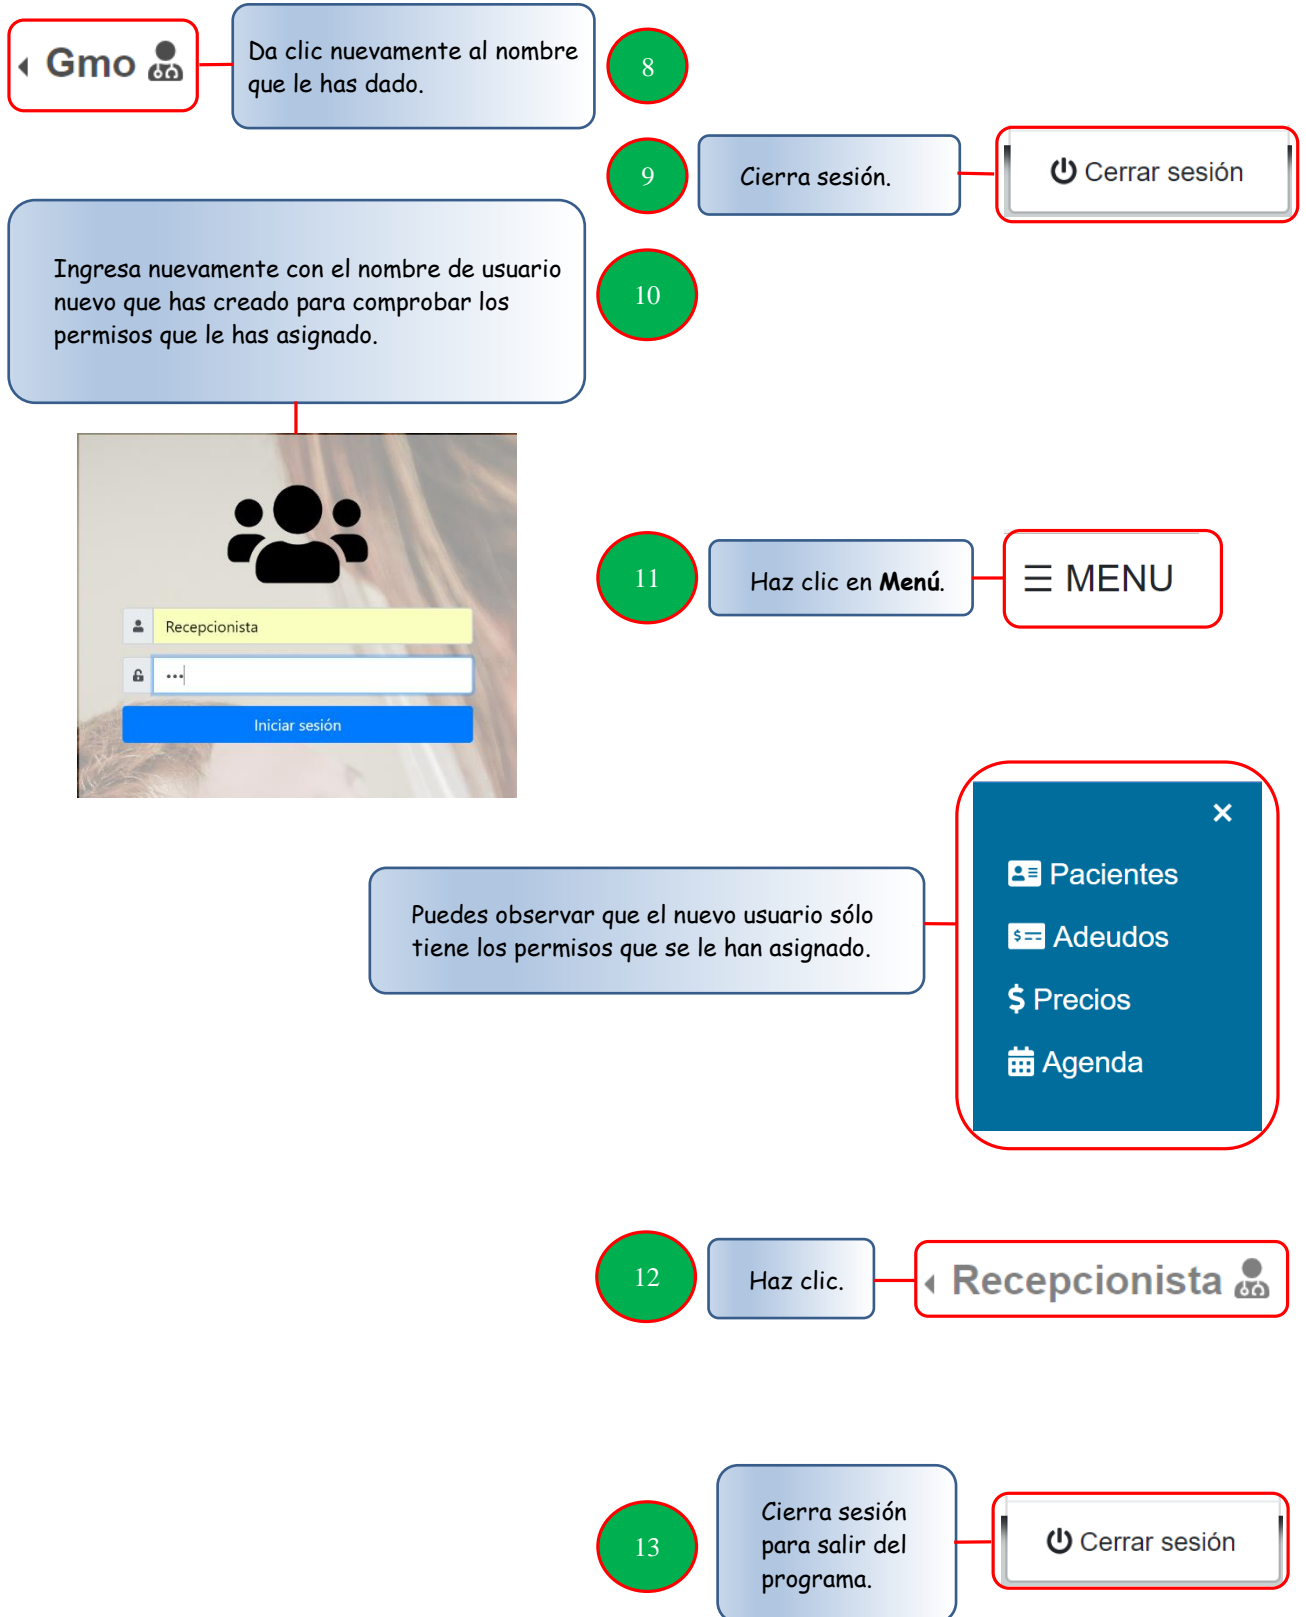 Gmo
Da clic nuevamente al nombre
que le has dado.
8
9
Cierra sesión.
Cerrar sesión
Ingresa nuevamente con el nombre de usuario
nuevo que has creado para comprobar los
permisos que le has asignado.
10
Recepcionista
•••
Iniciar sesión
11
Haz clic en Menú.
☰ MENU
×
Pacientes
Adeudos
$ Precios
Agenda
Puedes observar que el nuevo usuario sólo
tiene los permisos que se le han asignado.
12
Haz clic.
Recepcionista
13
Cierra sesión
para salir del
programa.
Cerrar sesión